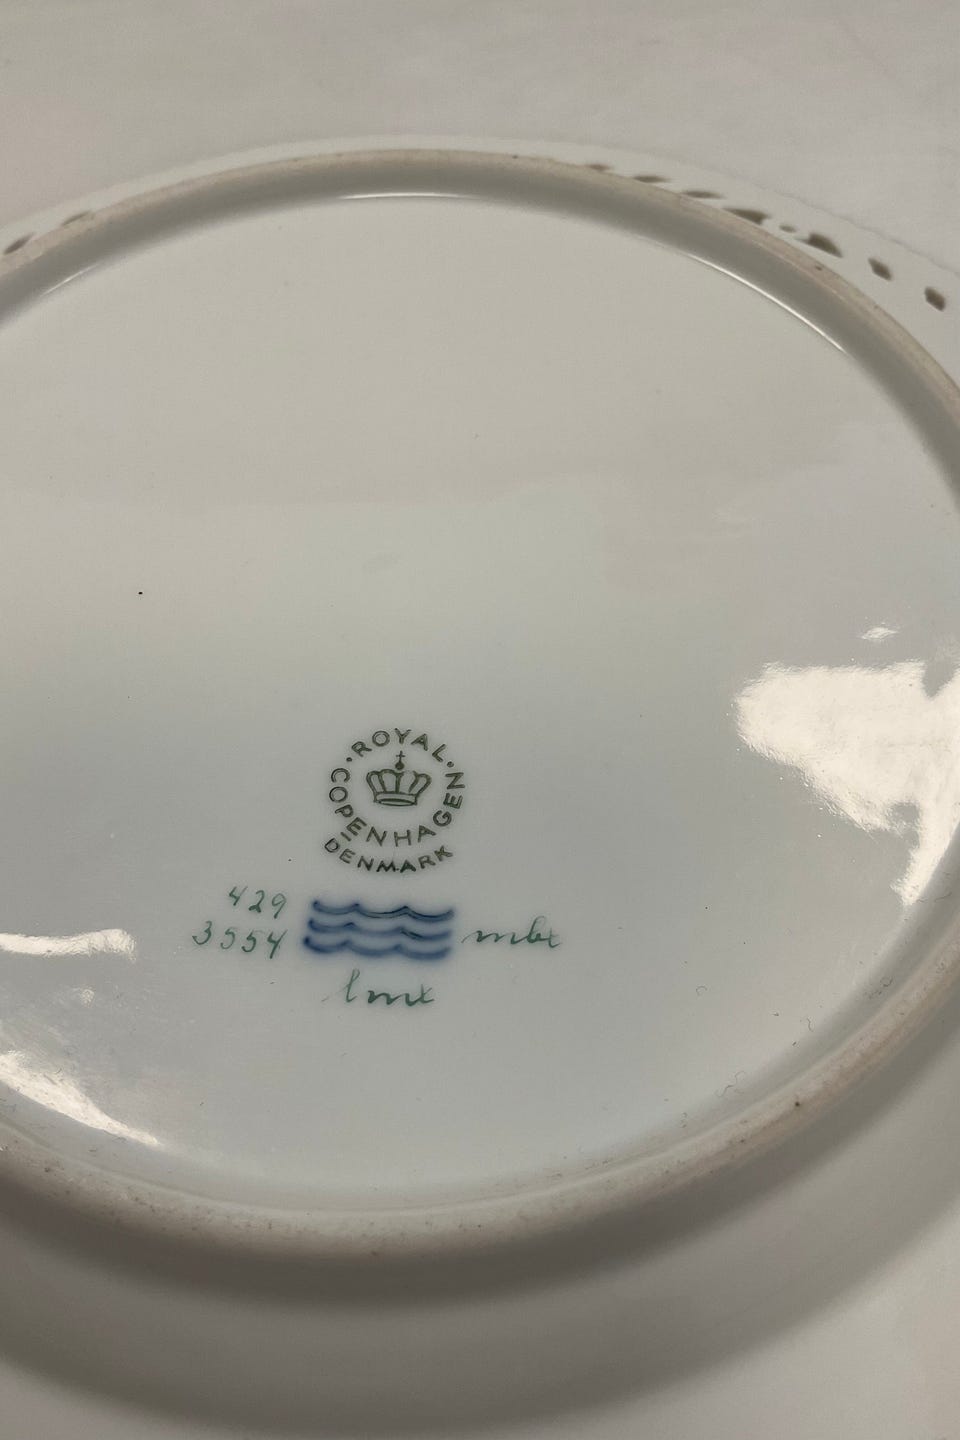 ROYAL
COPENHAGEN
DENMARK
429
3554